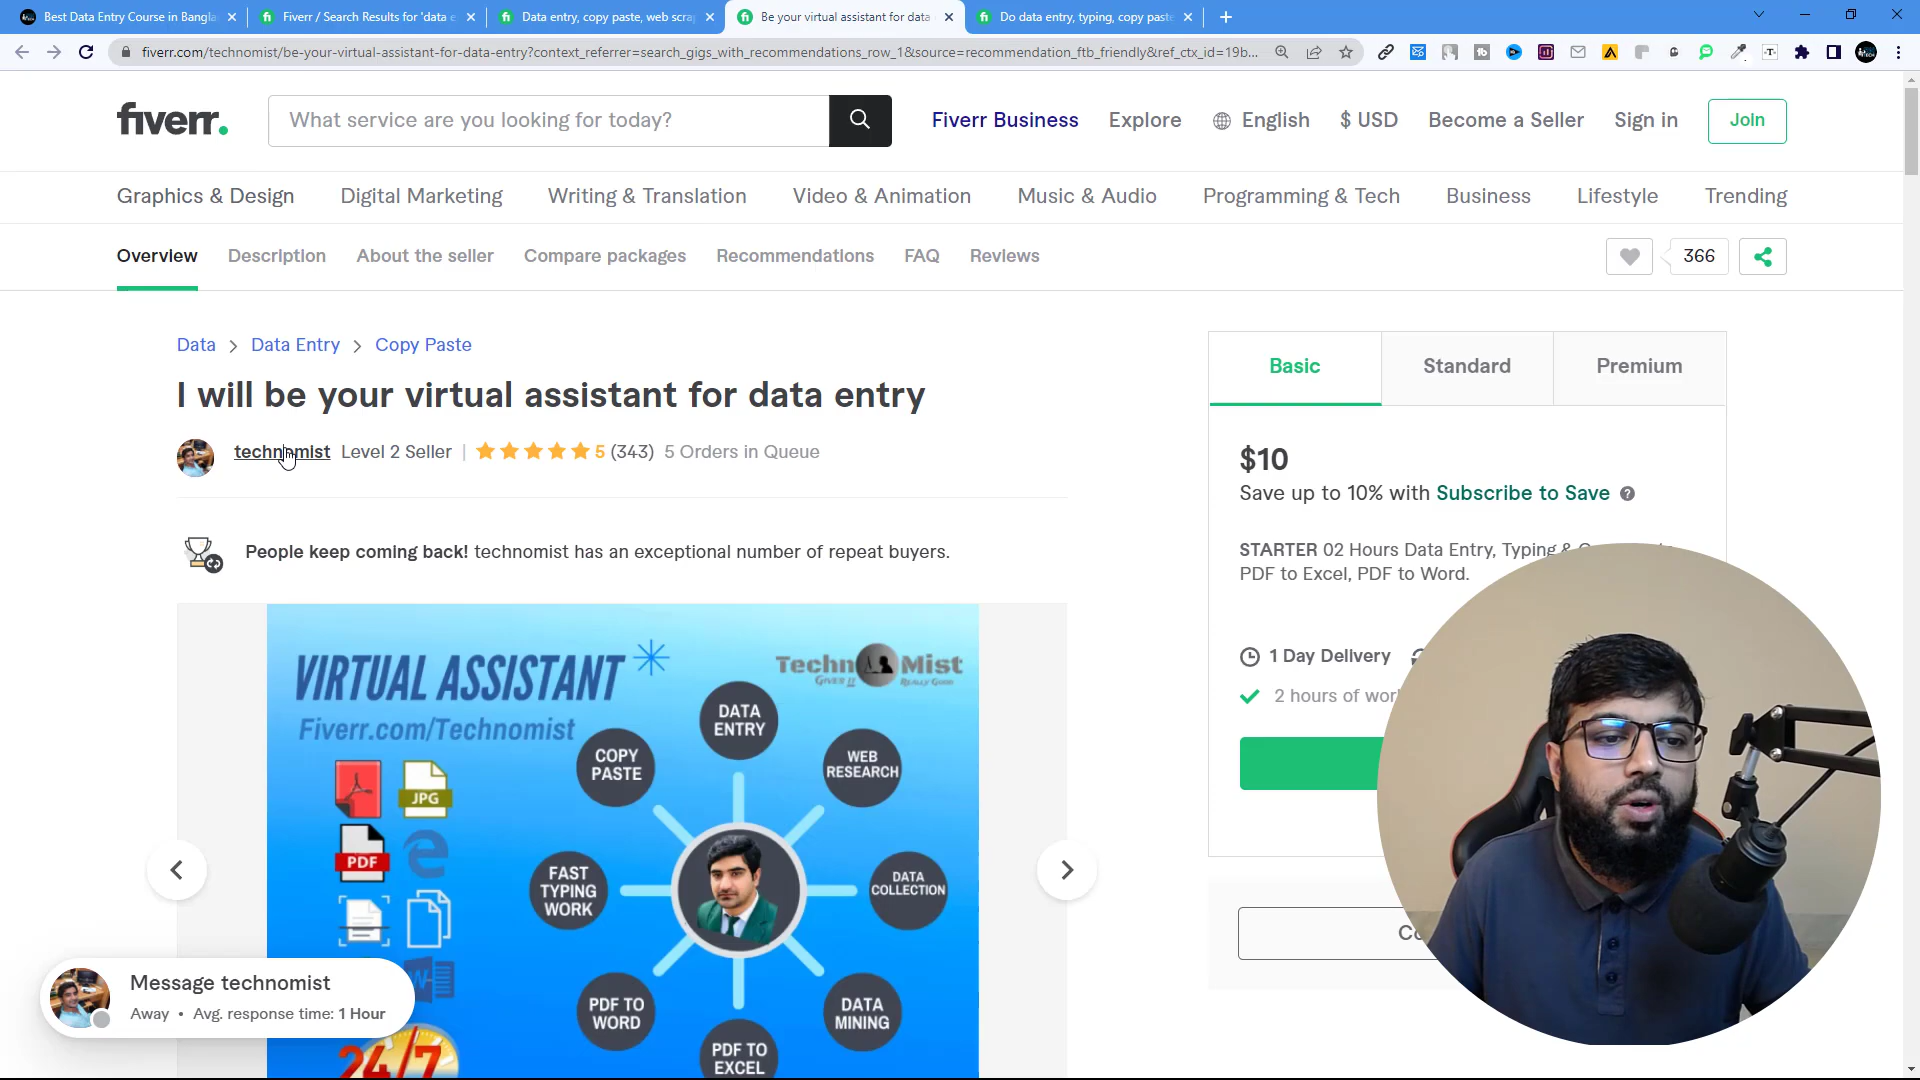 Best Data Entry Course in Bangla
Fiverr / Search Results for 'data e
Data entry, copy paste, web scra
Be your virtual assistant for data
Do data entry, typing, copy paste
fiverr.com/technomist/be-your-virtual-assistant-for-data-entry?context_referrer=search_gigs_with_recommendations_row_1&source=recommendation_ftb_friendly&ref_ctx_id=19b...
fiverr.
What service are you looking for today?
Fiverr Business
Explore
English
$ USD
Become a Seller
Sign in
Join
Graphics & Design
Digital Marketing
Writing & Translation
Video & Animation
Music & Audio
Programming & Tech
Business
Lifestyle
Trending
Overview
Description
About the seller
Compare packages
Recommendations
FAQ
Reviews
366
Data > Data Entry > Copy Paste
I will be your virtual assistant for data entry
technomist Level 2 Seller | 5 (343) 5 Orders in Queue
People keep coming back! technomist has an exceptional number of repeat buyers.
VIRTUAL ASSISTANT
Fiverr.com/Technomist
Techn Mist
Gives It Really Good
DATA ENTRY
COPY PASTE
WEB RESEARCH
JPG
PDF
FAST TYPING WORK
DATA COLLECTION
PDF TO WORD
DATA MINING
PDF TO EXCEL
24/7
Message technomist
Away • Avg. response time: 1 Hour
Basic
Standard
Premium
$10
Save up to 10% with Subscribe to Save
STARTER 02 Hours Data Entry, Typing &
PDF to Excel, PDF to Word.
1 Day Delivery
2 hours of wor